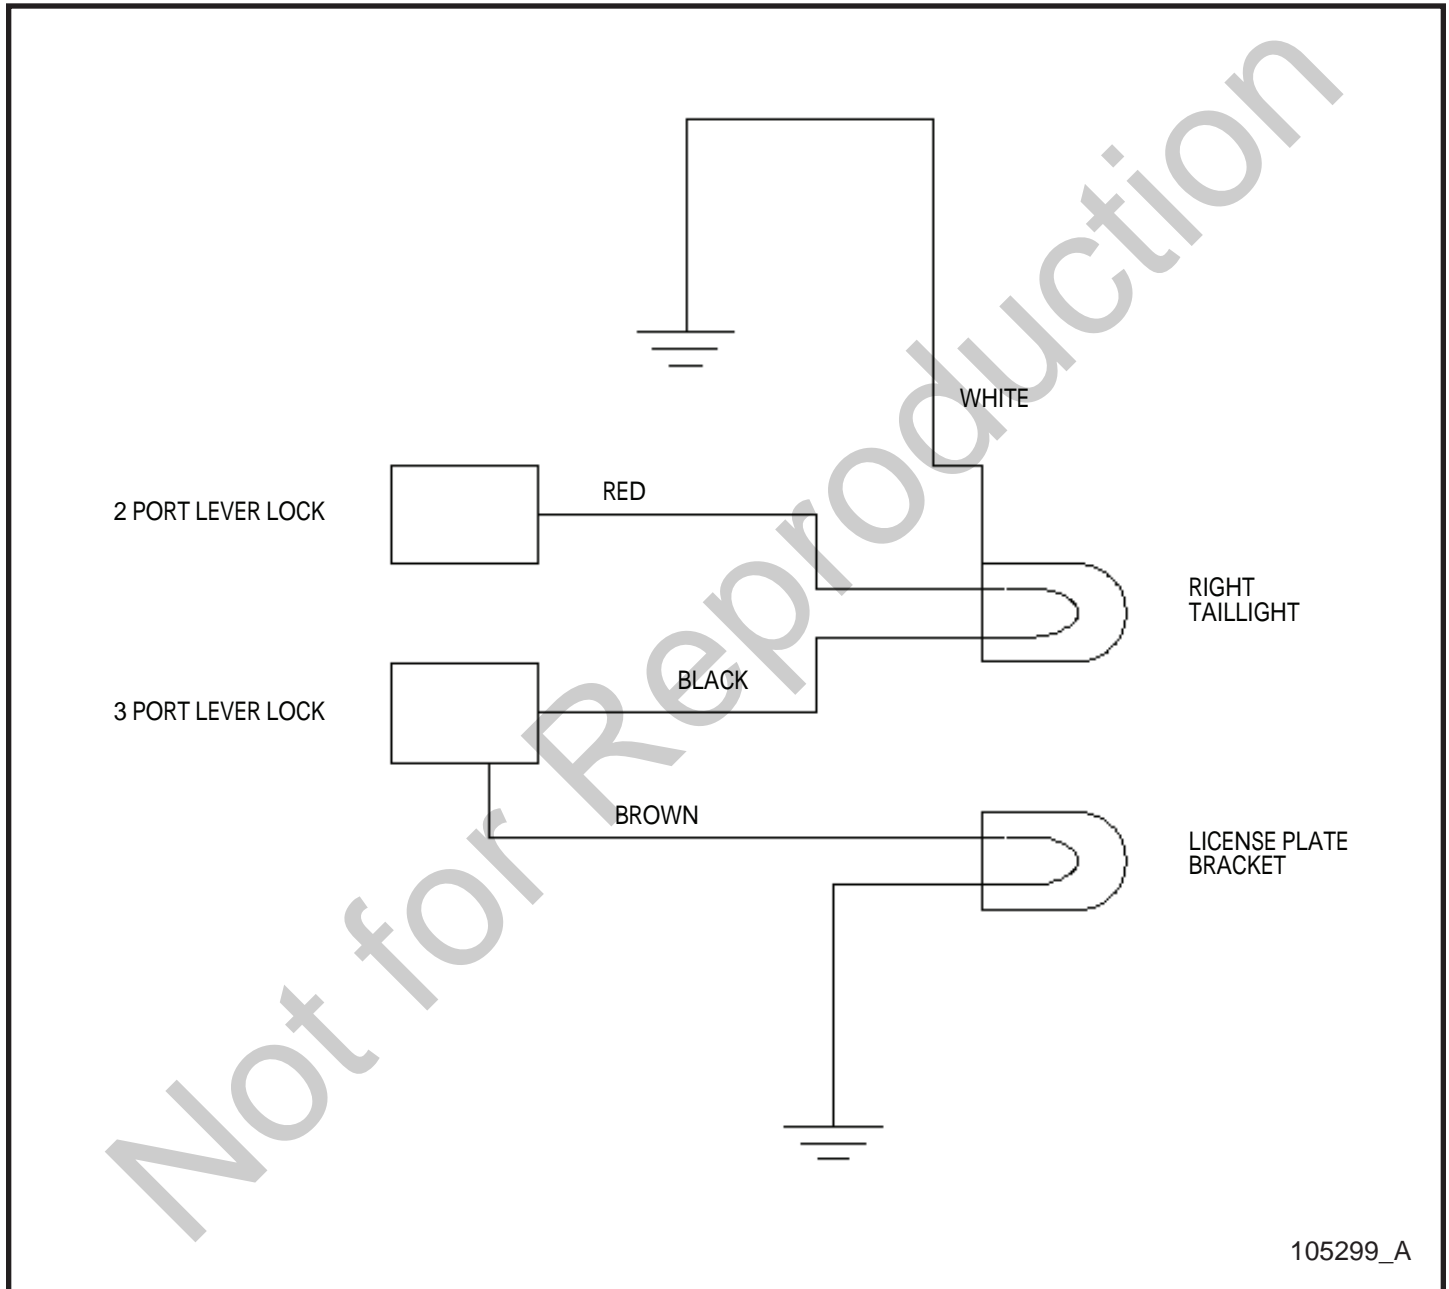 WHITE
RED
2 PORT LEVER LOCK
RIGHT
TAILLIGHT
BLACK
3 PORT LEVER LOCK
BROWN
LICENSE PLATE
BRACKET
Not for Reproduction
105299_A